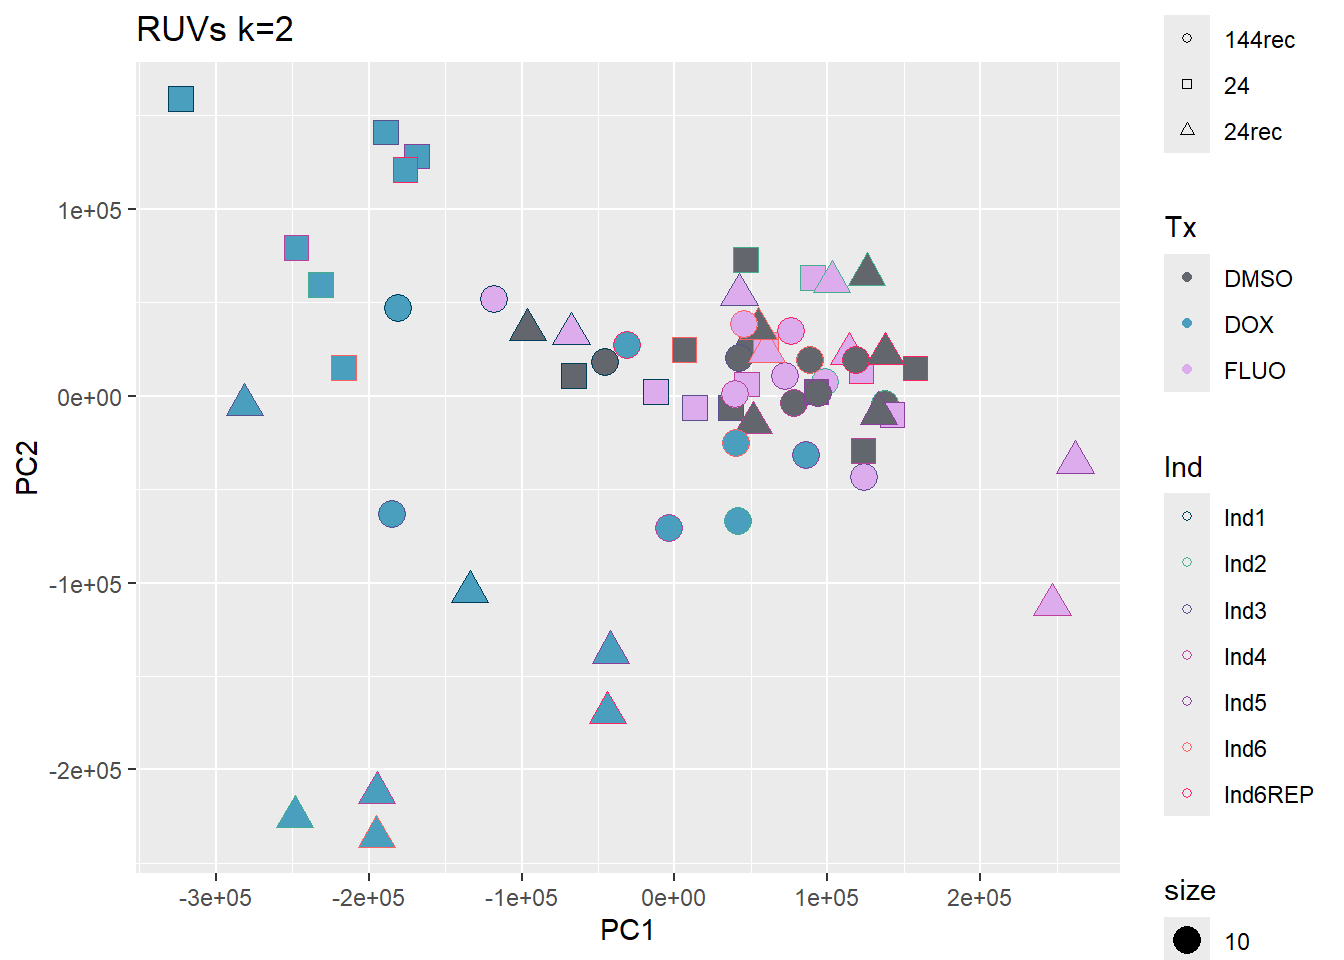 RUVs k=2
144rec
24
24rec
Tx
DMSO
DOX
FLUO
Ind
Ind1
Ind2
Ind3
Ind4
Ind5
Ind6
Ind6REP
size
10
PC2
1e+05
0e+00
-1e+05
-2e+05
-3e+05 -2e+05 -1e+05 0e+00 1e+05 2e+05
PC1